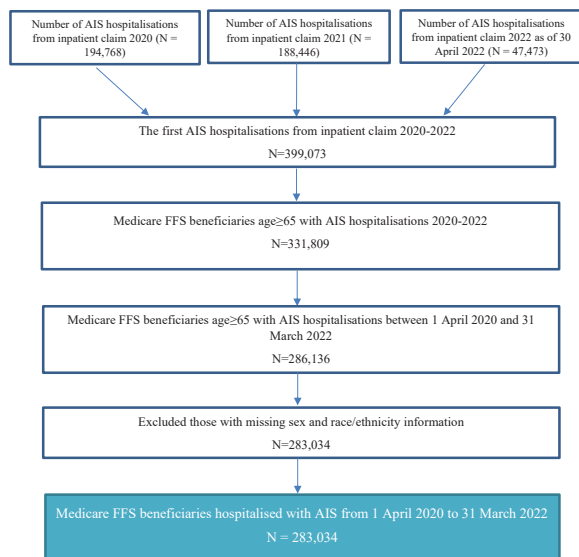 Number of AIS hospitalisations
from inpatient claim 2020 (N =
194,768)
Number of AIS hospitalisations
from inpatient claim 2021 (N =
188,446)
Number of AIS hospitalisations
from inpatient claim 2022 as of 30
April 2022 (N = 47,473)
The first AIS hospitalisations from inpatient claim 2020-2022
N=399,073
Medicare FFS beneficiaries age≥65 with AIS hospitalisations 2020-2022
N=331,809
Medicare FFS beneficiaries age≥65 with AIS hospitalisations between 1 April 2020 and 31
March 2022
N=286,136
Excluded those with missing sex and race/ethnicity information
N=283,034
Medicare FFS beneficiaries hospitalised with AIS from 1 April 2020 to 31 March 2022
N = 283,034